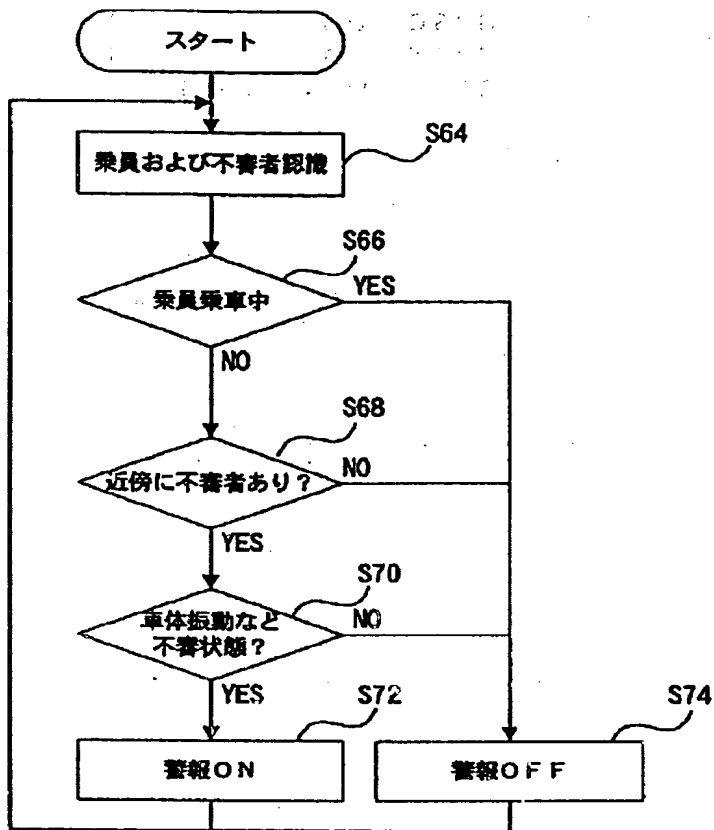 スタート
S64
乗員および不審者認識
S66
乗員乗車中
YES
NO
S68
近傍に不審者あり？
NO
YES
S70
車体振動など
不審状態？
NO
YES
S72
警報ON
S74
警報OFF